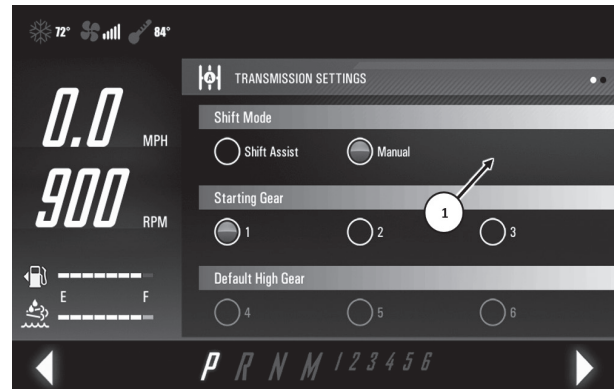 72° 84°
A TRANSMISSION SETTINGS
0.0 MPH
900 RPM
E F
Shift Mode
Shift Assist Manual
1
Starting Gear
1 2 3
Default High Gear
4 5 6
P R N M 1 2 3 4 5 6